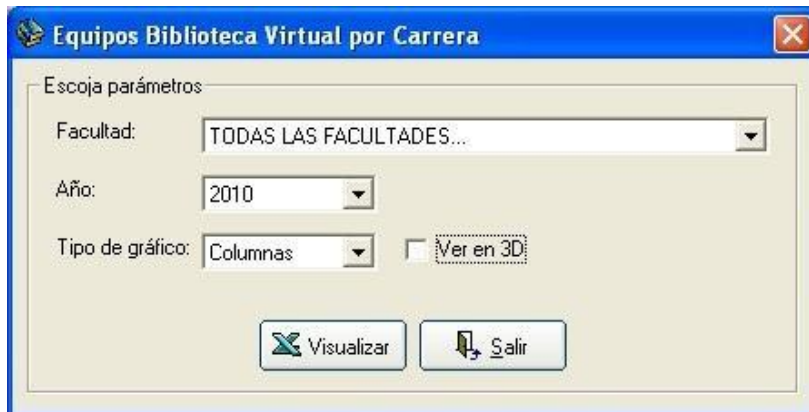 Equipos Biblioteca Virtual por Carrera
Escoja parámetros
Facultad: TODAS LAS FACULTADES...
Año: 2010
Tipo de gráfico: Columnas Ver en 3D
Visualizar Salir